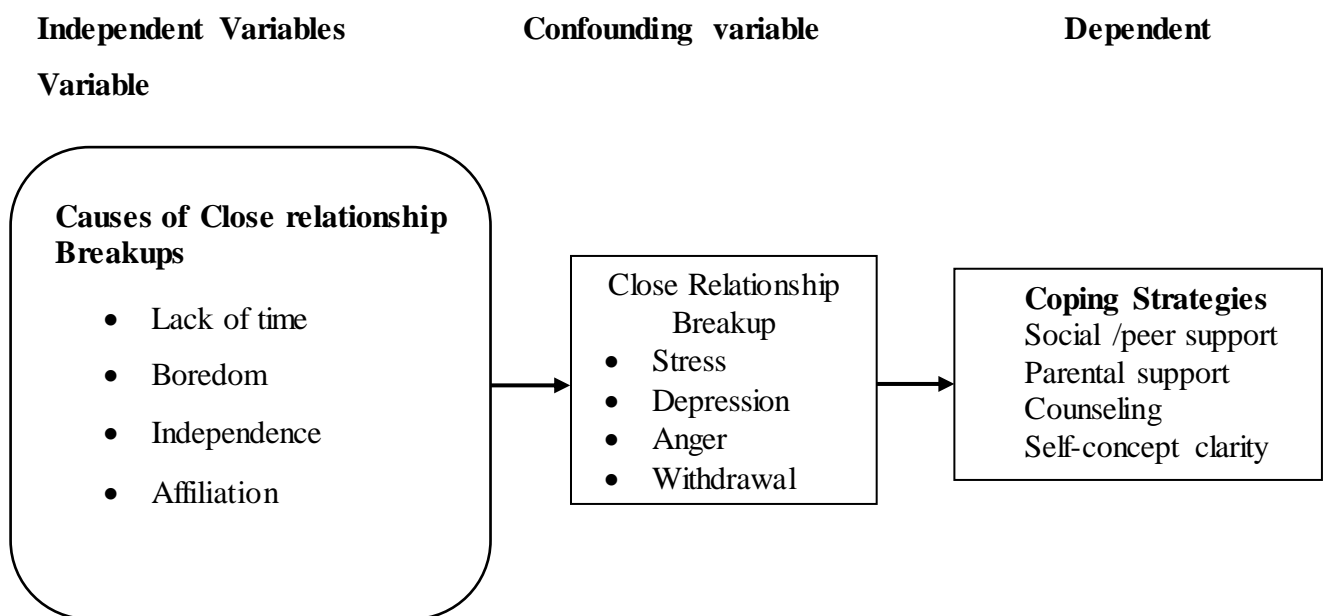 Independent Variables Confounding variable Dependent
Variable
Causes of Close relationship
Breakups
• Lack of time
• Boredom
• Independence
• Affiliation
Close Relationship
Breakup
• Stress
• Depression
• Anger
• Withdrawal
Coping Strategies
Social /peer support
Parental support
Counseling
Self-concept clarity